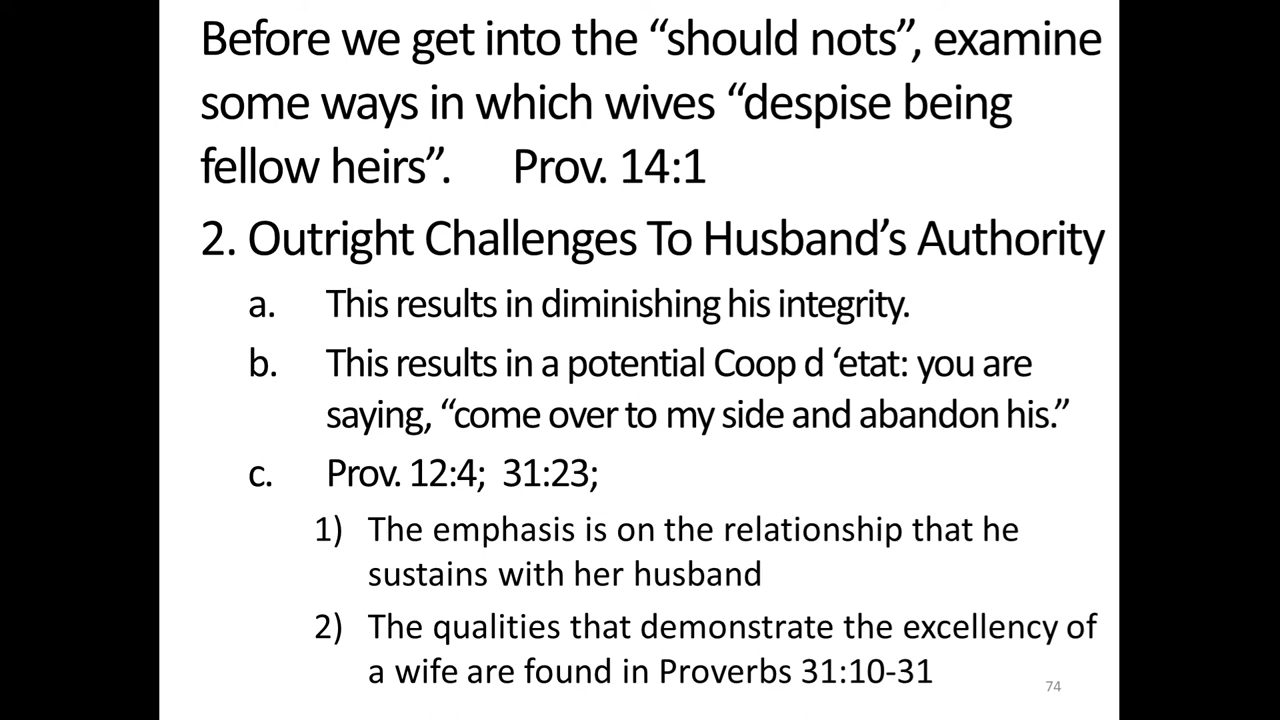 Before we get into the “should nots”, examine
some ways in which wives “despise being
fellow heirs”. Prov. 14:1
2. Outright Challenges To Husband’s Authority
a. This results in diminishing his integrity.
b. This results in a potential Coop d ‘etat: you are
saying, “come over to my side and abandon his.”
c. Prov. 12:4; 31:23;
1) The emphasis is on the relationship that he
sustains with her husband
2) The qualities that demonstrate the excellency of
a wife are found in Proverbs 31:10-31
74